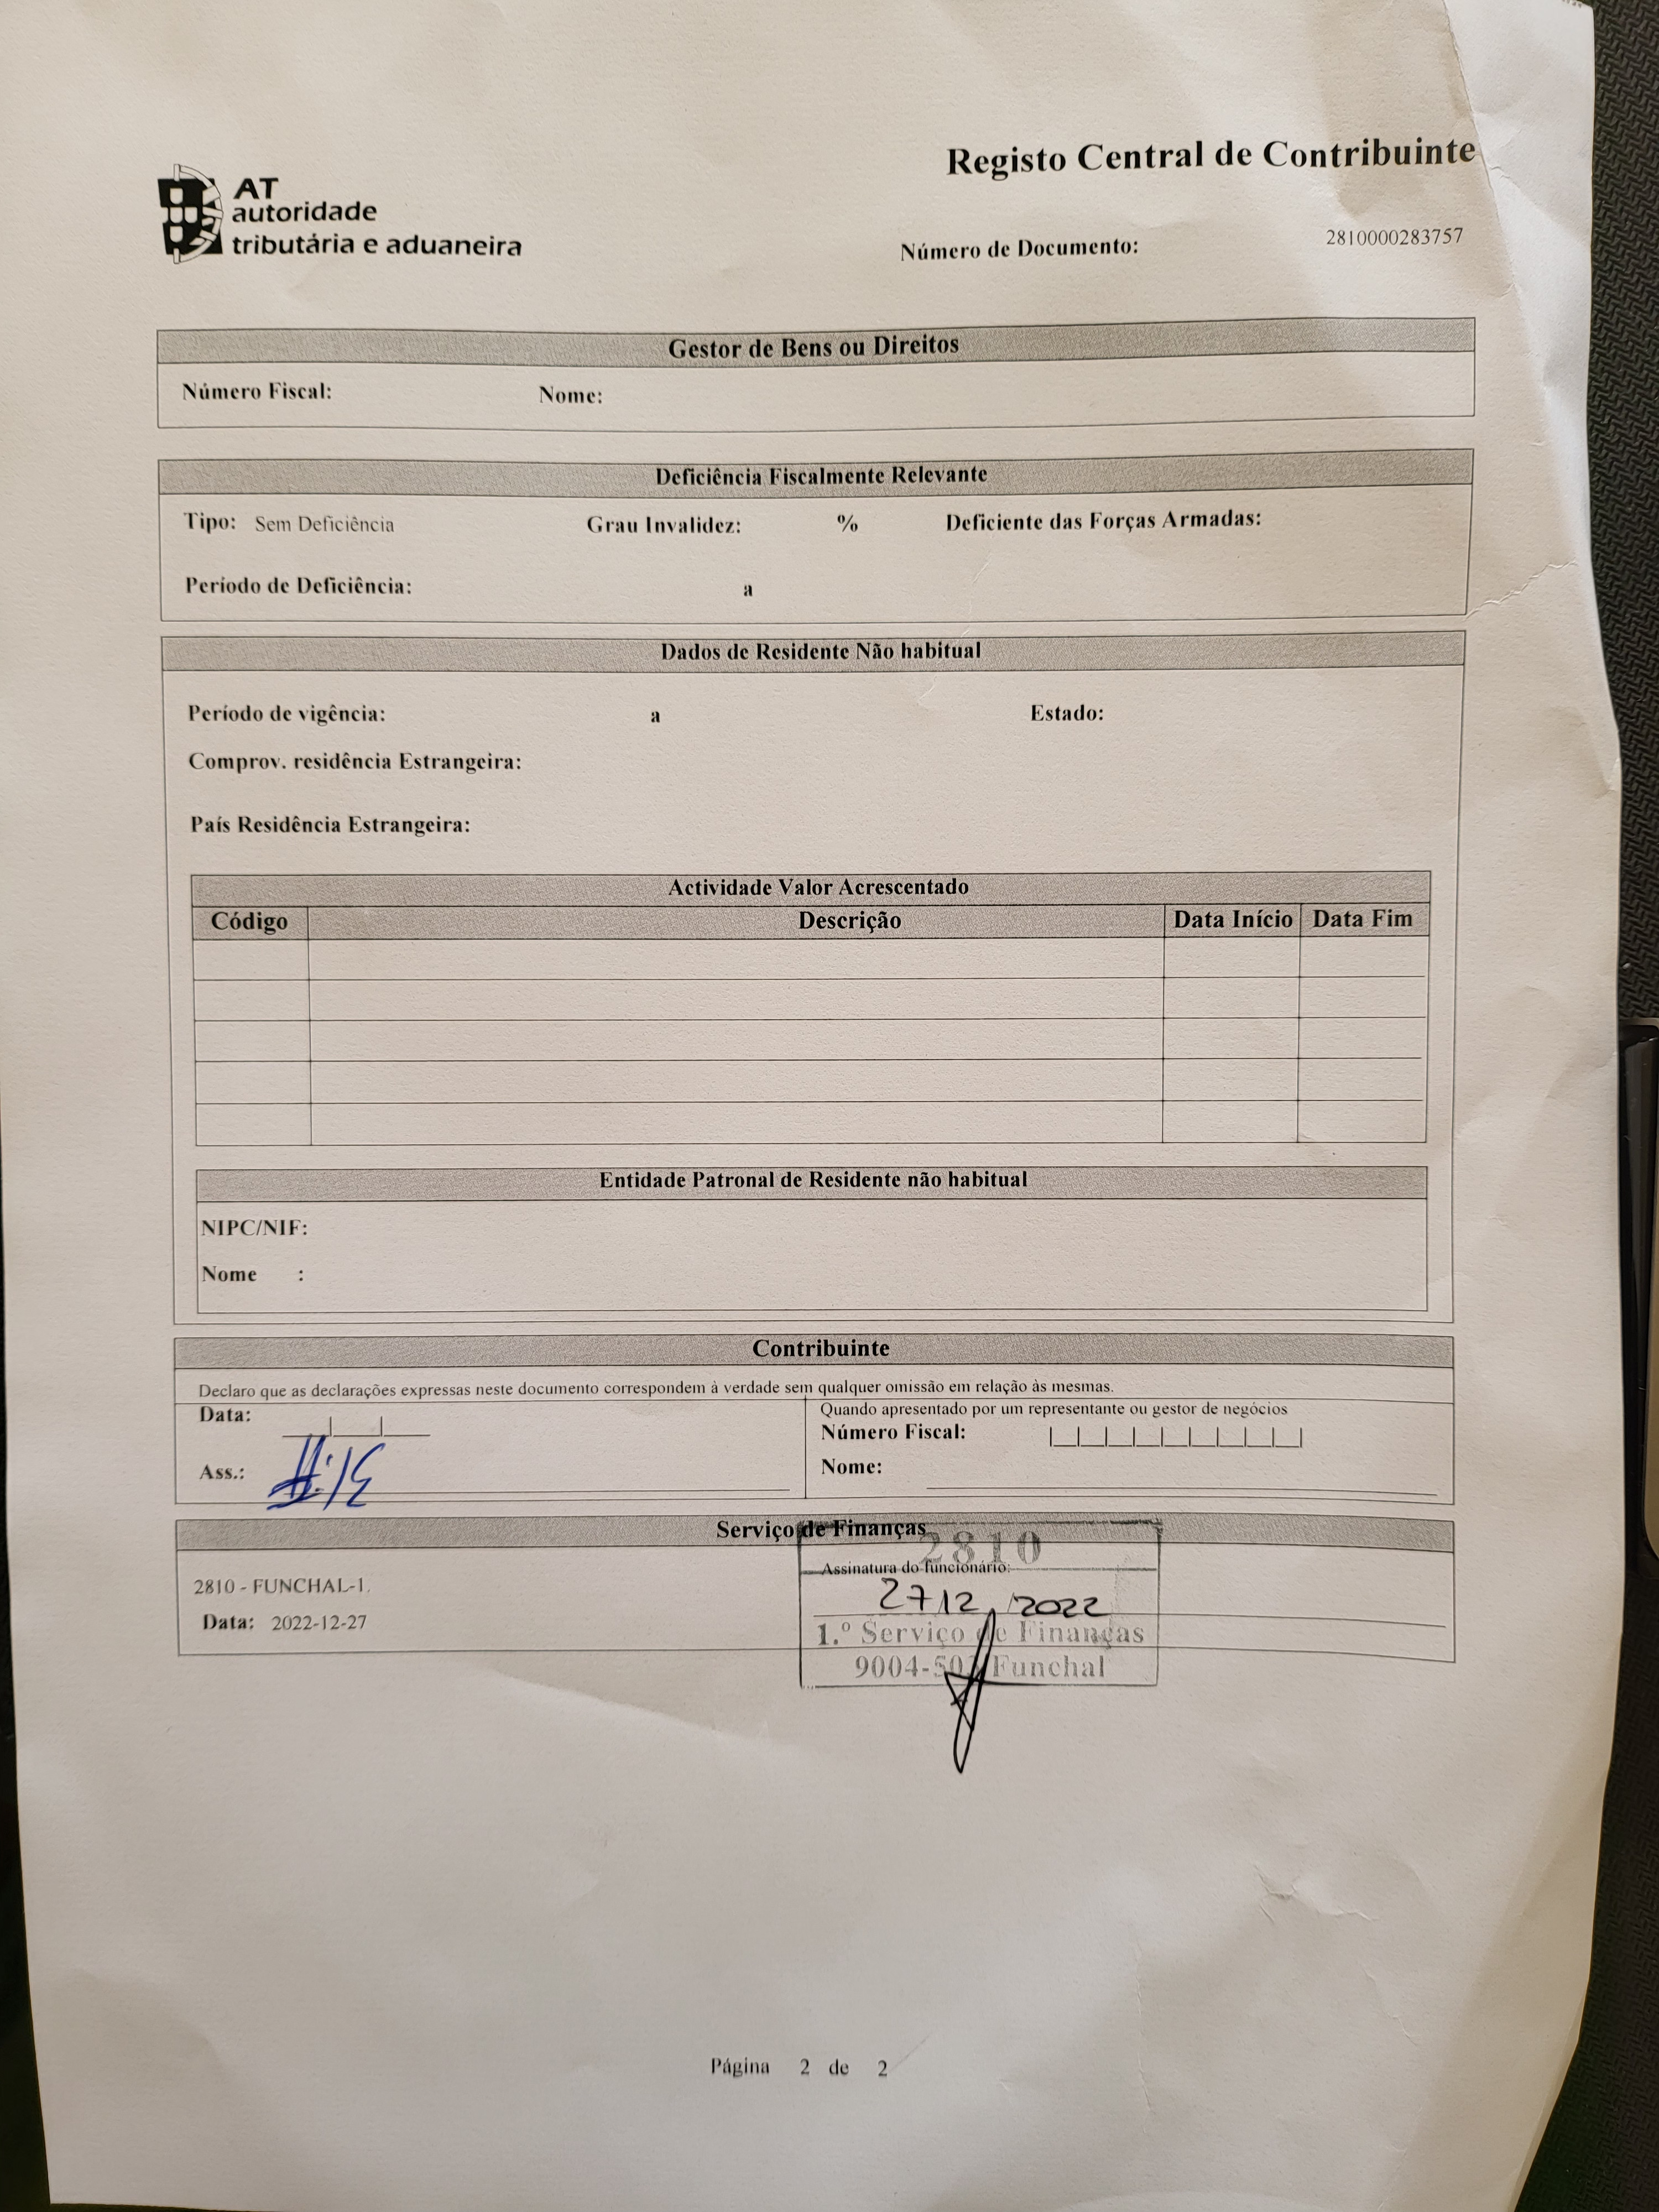 Registo Central de Contribuinte
AT
autoridade
tributária e aduaneira
Número de Documento: 2810000283757
Gestor de Bens ou Direitos
Número Fiscal: Nome:
Deficiência Fiscalmente Relevante
Tipo: Sem Deficiência Grau Invalidez: % Deficiente das Forças Armadas:
Período de Deficiência: a
Dados de Residente Não habitual
Período de vigência: a Estado:
Comprov. residência Estrangeira:
País Residência Estrangeira:
Actividade Valor Acrescentado
Código Descrição Data Início Data Fim
Entidade Patronal de Residente não habitual
NIPC/NIF:
Nome :
Contribuinte
Declaro que as declarações expressas neste documento correspondem à verdade sem qualquer omissão em relação às mesmas.
Data:
Ass.:
Quando apresentado por um representante ou gestor de negócios
Número Fiscal:
Nome:
Serviço de Finanças
2810 - FUNCHAL-1.
Data: 2022-12-27
2810
Assinatura do funcionário:
27 12 / 2022
1.º Serviço de Finanças
Funchal
Página 2 de 2